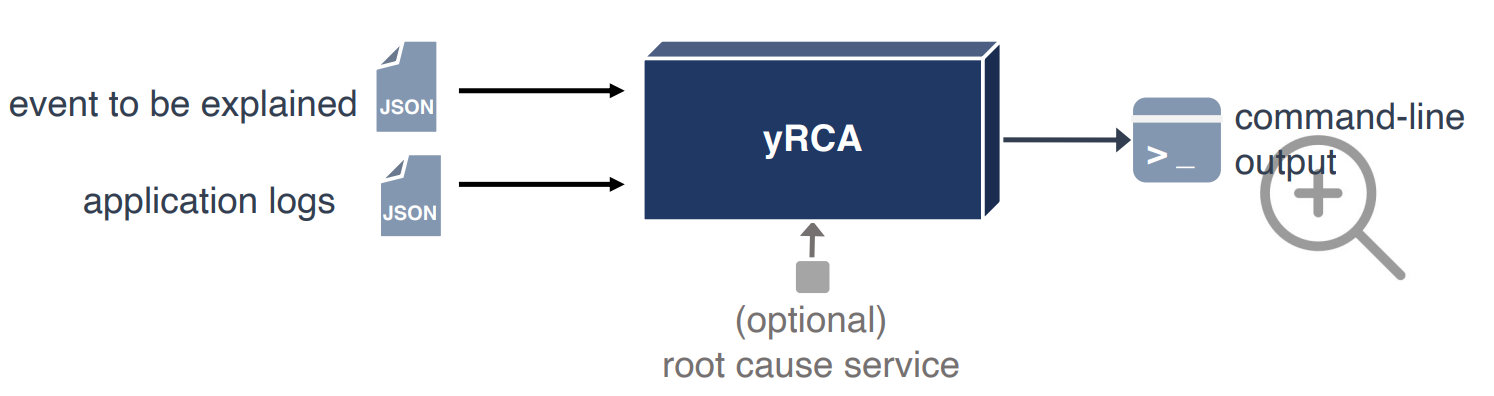 event to be explained
JSON
application logs
JSON
yRCA
(optional)
root cause service
> _
command-line
output